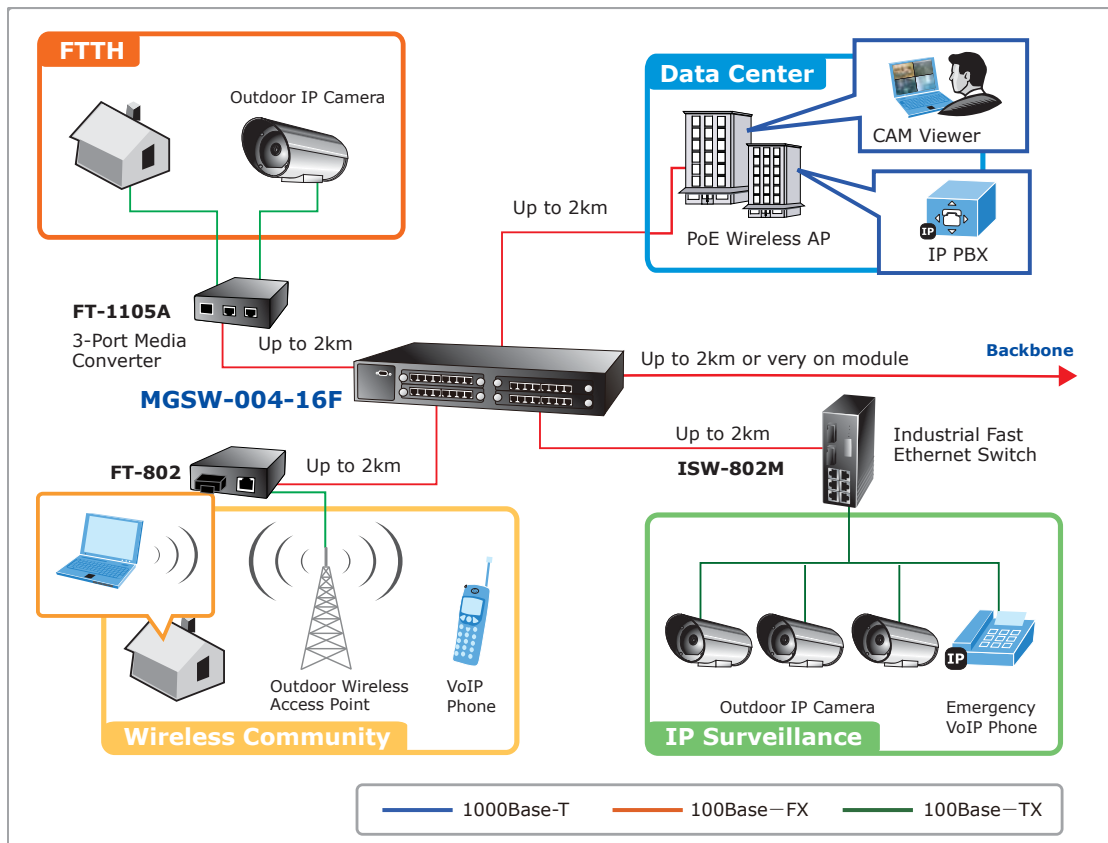 FTTH
Outdoor IP Camera
Data Center
CAM Viewer
Up to 2km
PoE Wireless AP
IP
IP PBX
FT-1105A
3-Port Media
Converter
Up to 2km
Up to 2km or very on module
Backbone
MGSW-004-16F
Up to 2km
ISW-802M
Industrial Fast
Ethernet Switch
FT-802
Up to 2km
Outdoor Wireless
Access Point
VoIP
Phone
Wireless Community
IP
Outdoor IP Camera
Emergency
VoIP Phone
IP Surveillance
1000Base-T
100Base—FX
100Base—TX